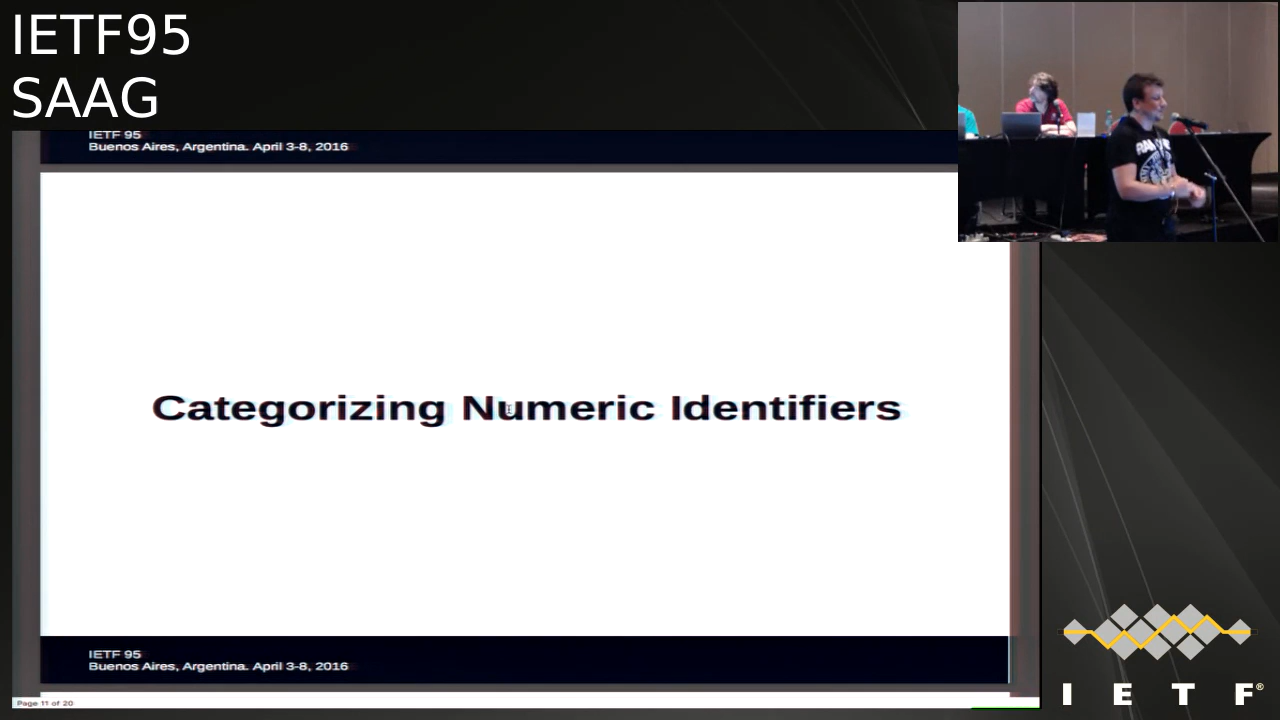 IETF95
SAAG
IETF 95
Buenos Aires, Argentina. April 3-8, 2016
Categorizing Numeric Identifiers
IETF 95
Buenos Aires, Argentina. April 3-8, 2016
Page 11 of 20
I E T F®